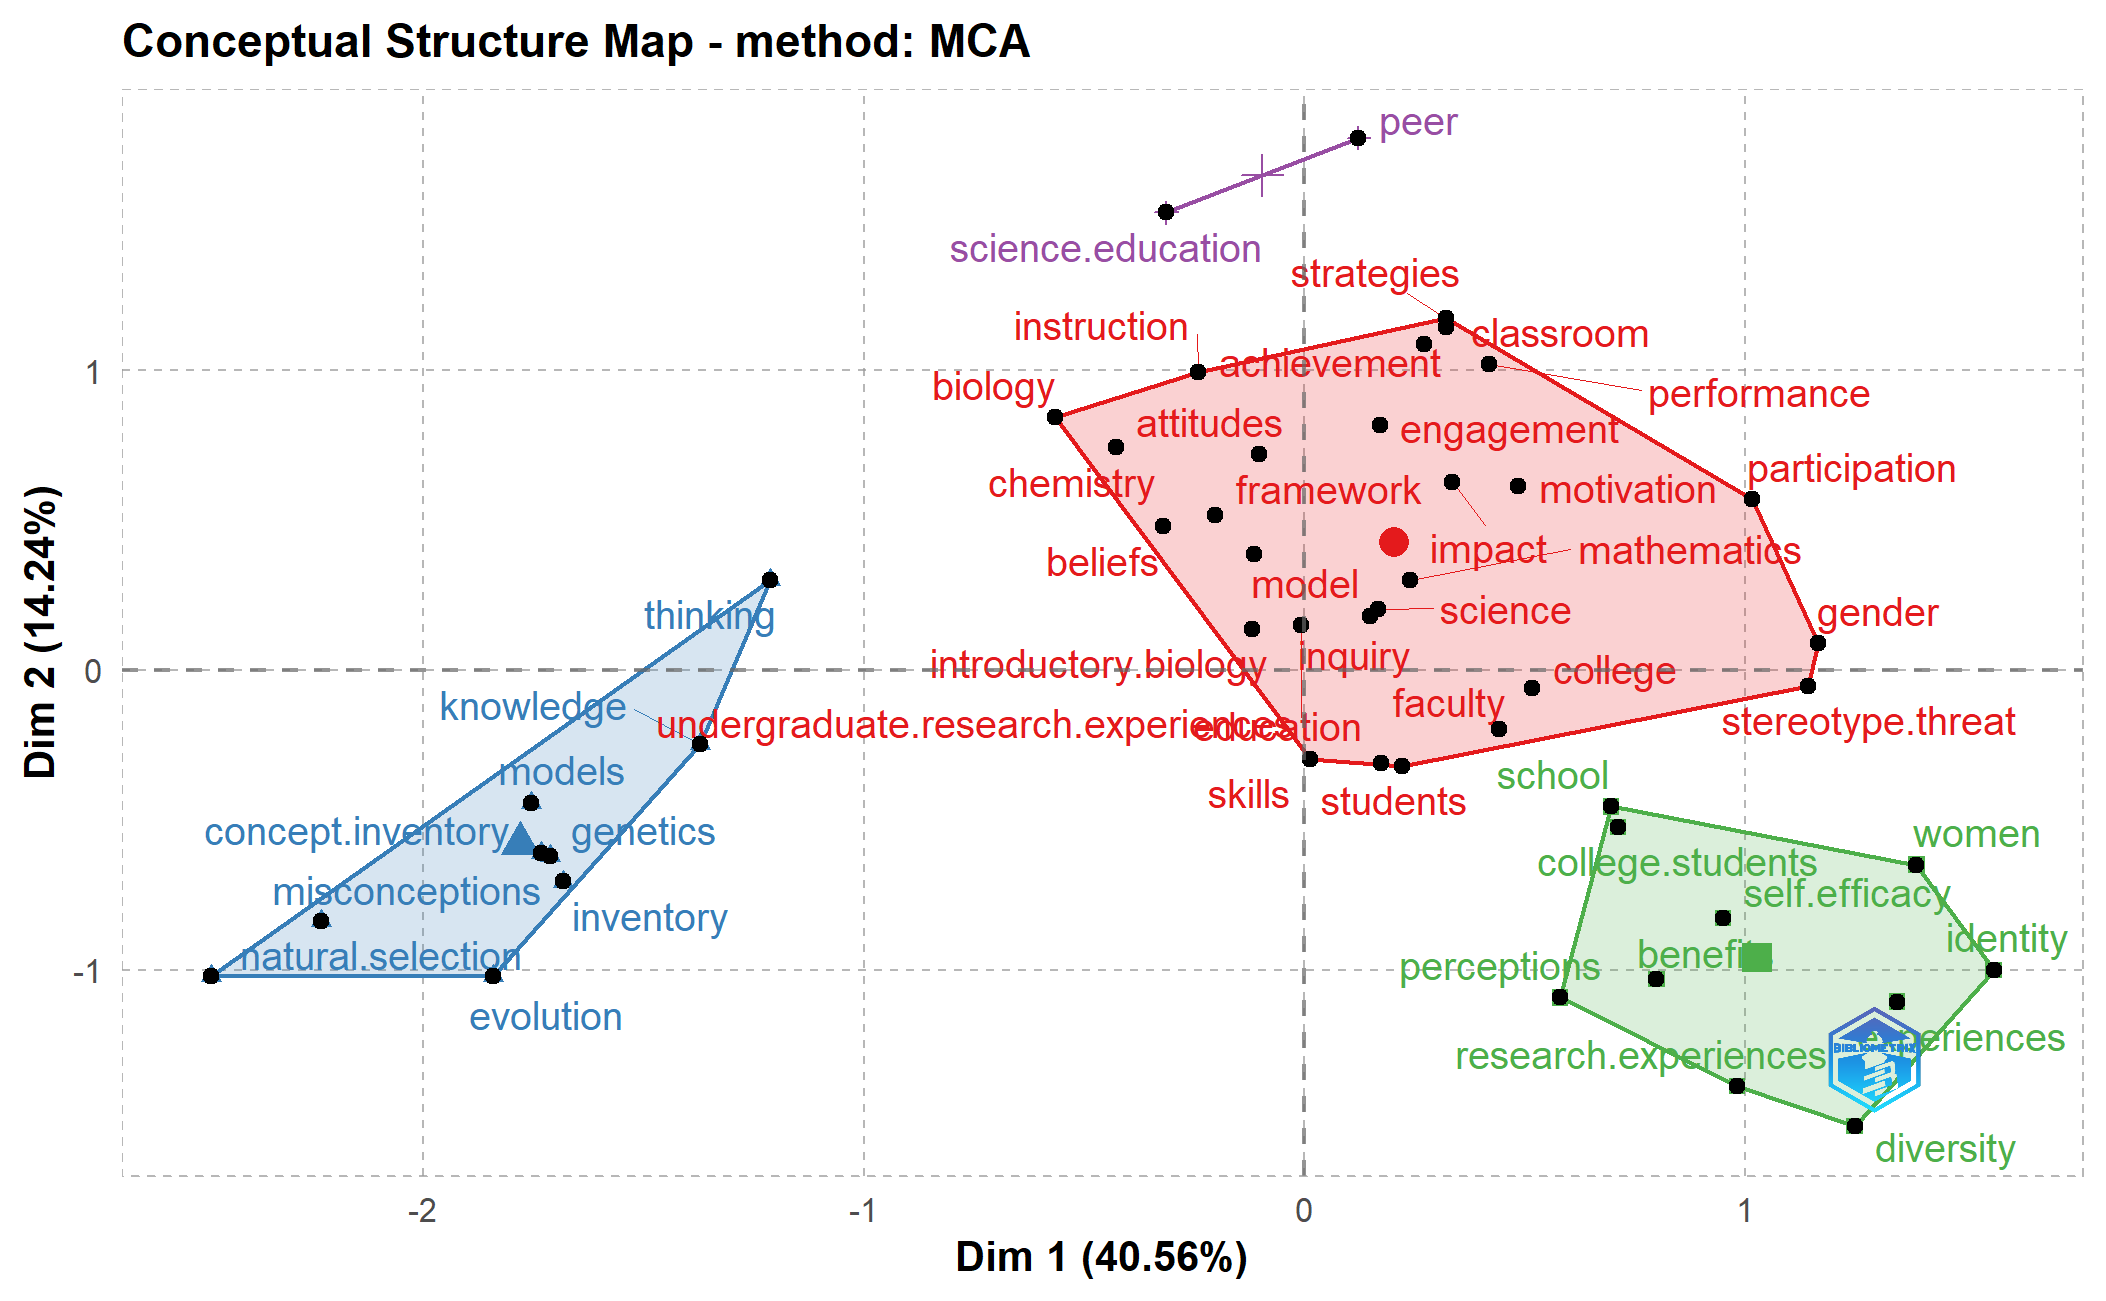 Conceptual Structure Map - method: MCA
peer
science.education
strategies
instruction
classroom
achievement
biology
performance
attitudes
engagement
participation
chemistry
framework
motivation
impact
mathematics
beliefs
model
science
gender
thinking
introductory.biology
inquiry
college
knowledge
faculty
undergraduate.research.experiences
education
stereotype.threat
models
school
skills
students
concept.inventory
genetics
women
college.students
misconceptions
self.efficacy
inventory
identity
natural.selection
benefits
perceptions
evolution
experiences
research.experiences
BIBLIOMETRIX
diversity
1
0
-1
-2
-1
0
1
Dim 1 (40.56%)
Dim 2 (14.24%)